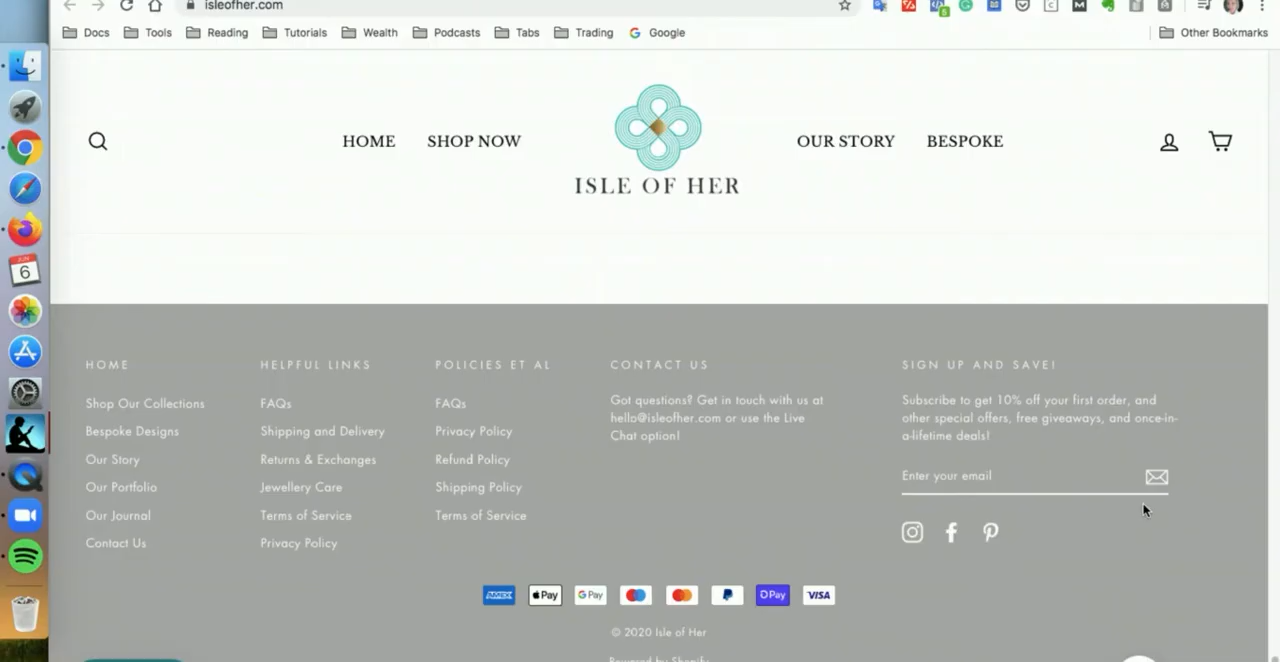 isleofher.com
Docs
Tools
Reading
Tutorials
Wealth
Podcasts
Tabs
Trading
Google
Other Bookmarks
HOME
SHOP NOW
ISLE OF HER
OUR STORY
BESPOKE
JUN
6
HOME
Shop Our Collections
Bespoke Designs
Our Story
Our Portfolio
Our Journal
Contact Us
HELPFUL LINKS
FAQs
Shipping and Delivery
Returns & Exchanges
Jewellery Care
Terms of Service
Privacy Policy
POLICIES ET AL
FAQs
Privacy Policy
Refund Policy
Shipping Policy
Terms of Service
CONTACT US
Got questions? Get in touch with us at
hello@isleofher.com or use the Live
Chat option!
SIGN UP AND SAVE!
Subscribe to get 10% off your first order, and
other special offers, free giveaways, and once-in-
a-lifetime deals!
Enter your email
AMEX
Pay
G Pay
Pay
VISA
© 2020 Isle of Her
Powered by Shopify